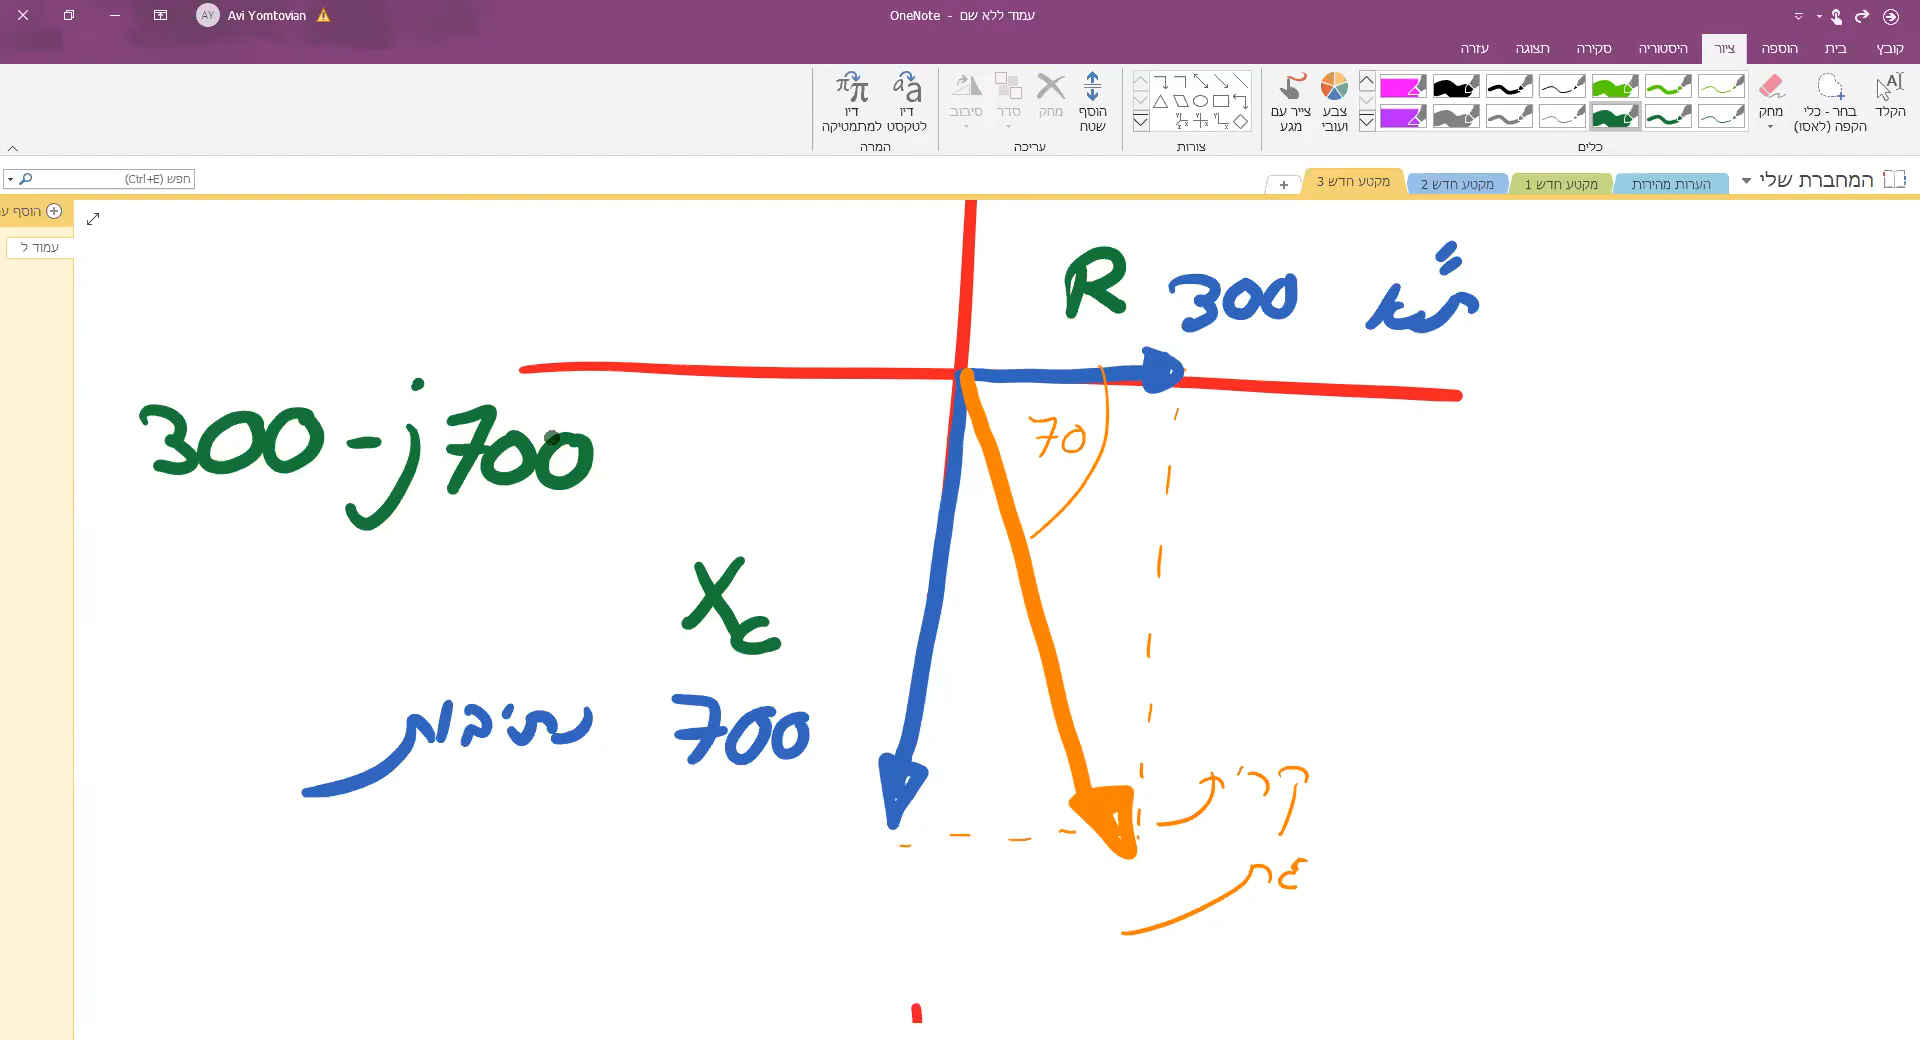 Avi Yomtovian
AY
עמוד ללא שם - OneNote
קובץ
בית
הוספה
ציור
היסטוריה
סקירה
תצוגה
עזרה
הקלד
בחר - כלי הקפה (לאסו)
מחק
כלים
צבע ועובי
צייר עם מגע
צורות
הוסף שטח
מחק
סדר
סיבוב
עריכה
דיו לטקסט
דיו למתמטיקה
המרה
המחברת שלי
הערות מהירות
מקטע חדש 1
מקטע חדש 2
מקטע חדש 3
חפש (Ctrl+E)
הוסף
עמוד ל
R 300 ת"א
300 - j 700
70
Xc
נתיבות 700
קרית
גת